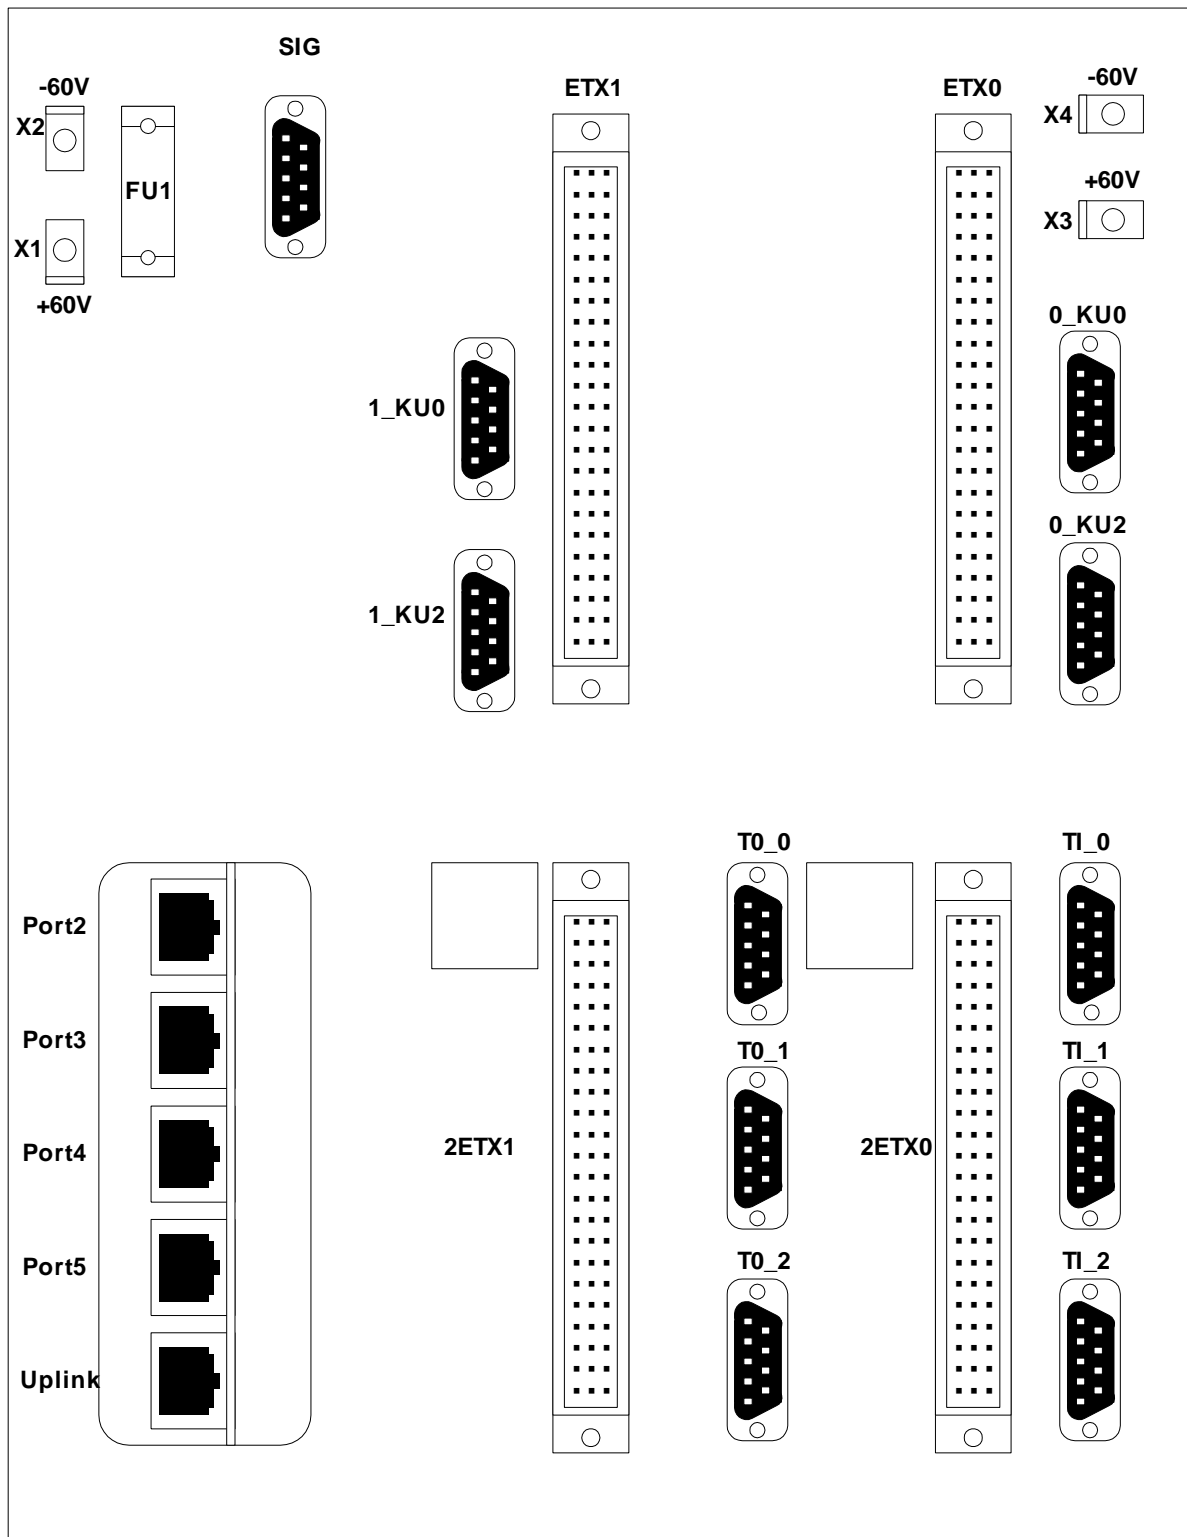 SIG
-60V
X2
FU1
X1
+60V
ETX1
ETX0
-60V
X4
+60V
X3
0_KU0
1_KU0
0_KU2
1_KU2
T0_0
TI_0
Port2
Port3
T0_1
TI_1
Port4
2ETX1
2ETX0
Port5
T0_2
TI_2
Uplink